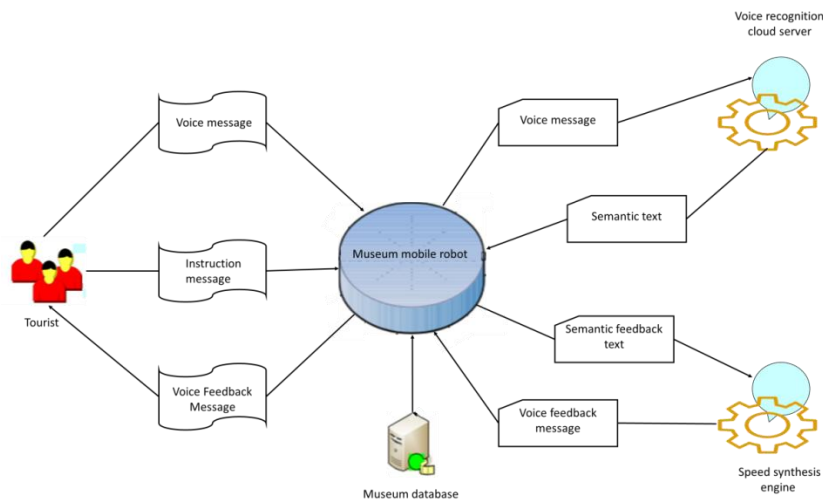 Voice recognition
cloud server
Voice message
Voice message
Semantic text
Museum mobile robot
Instruction
message
Tourist
Semantic feedback
text
Voice Feedback
Message
Voice feedback
message
Speed synthesis
engine
Museum database